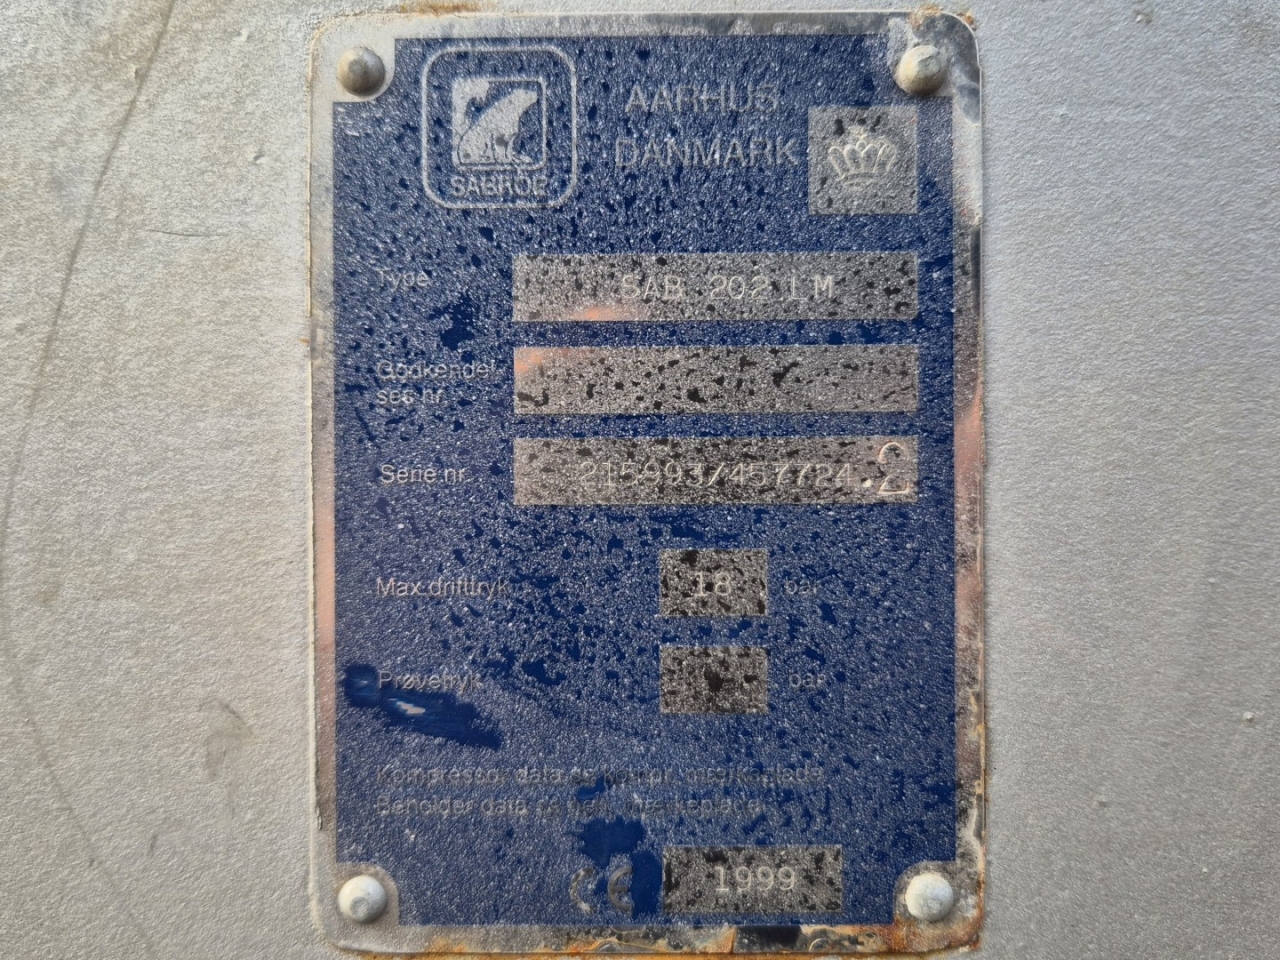 SABROE
AARHUS
DANMARK
Type SAB 202 LM
Godkendel-
ses nr.
Serie nr. 215993/457724.2
Max.drifttryk 18 bar
Prøvetryk bar
Kompressor data se kompr. mærkeplade
Beholder data se beh. mærkeplade
CE 1999